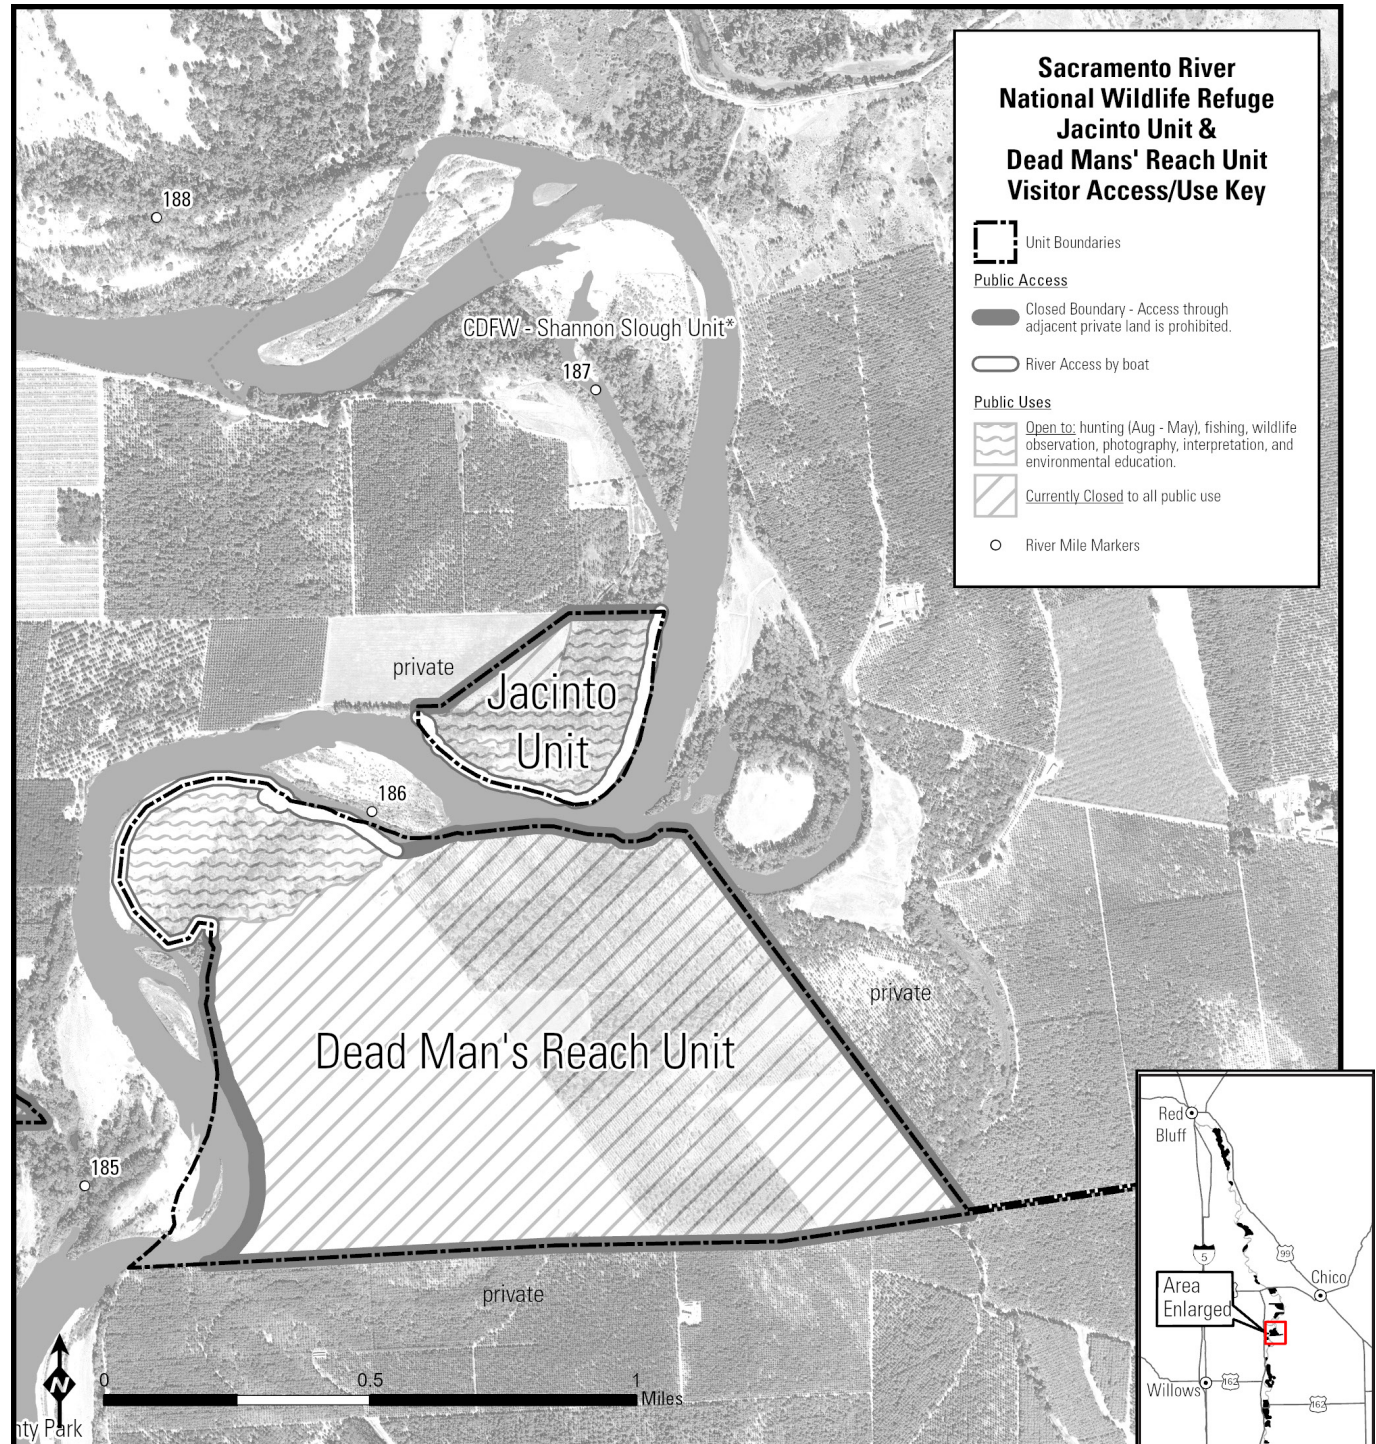 Sacramento River
National Wildlife Refuge
Jacinto Unit &
Dead Mans' Reach Unit
Visitor Access/Use Key
Unit Boundaries
Public Access
Closed Boundary - Access through
adjacent private land is prohibited.
River Access by boat
Public Uses
Open to: hunting (Aug - May), fishing, wildlife
observation, photography, interpretation, and
environmental education.
Currently Closed to all public use
River Mile Markers
188
CDFW - Shannon Slough Unit*
187
private
Jacinto
Unit
186
private
Dead Man's Reach Unit
185
private
N
0
0.5
1
Miles
nty Park
Red
Bluff
5
99
Chico
Area
Enlarged
Willows
162
162